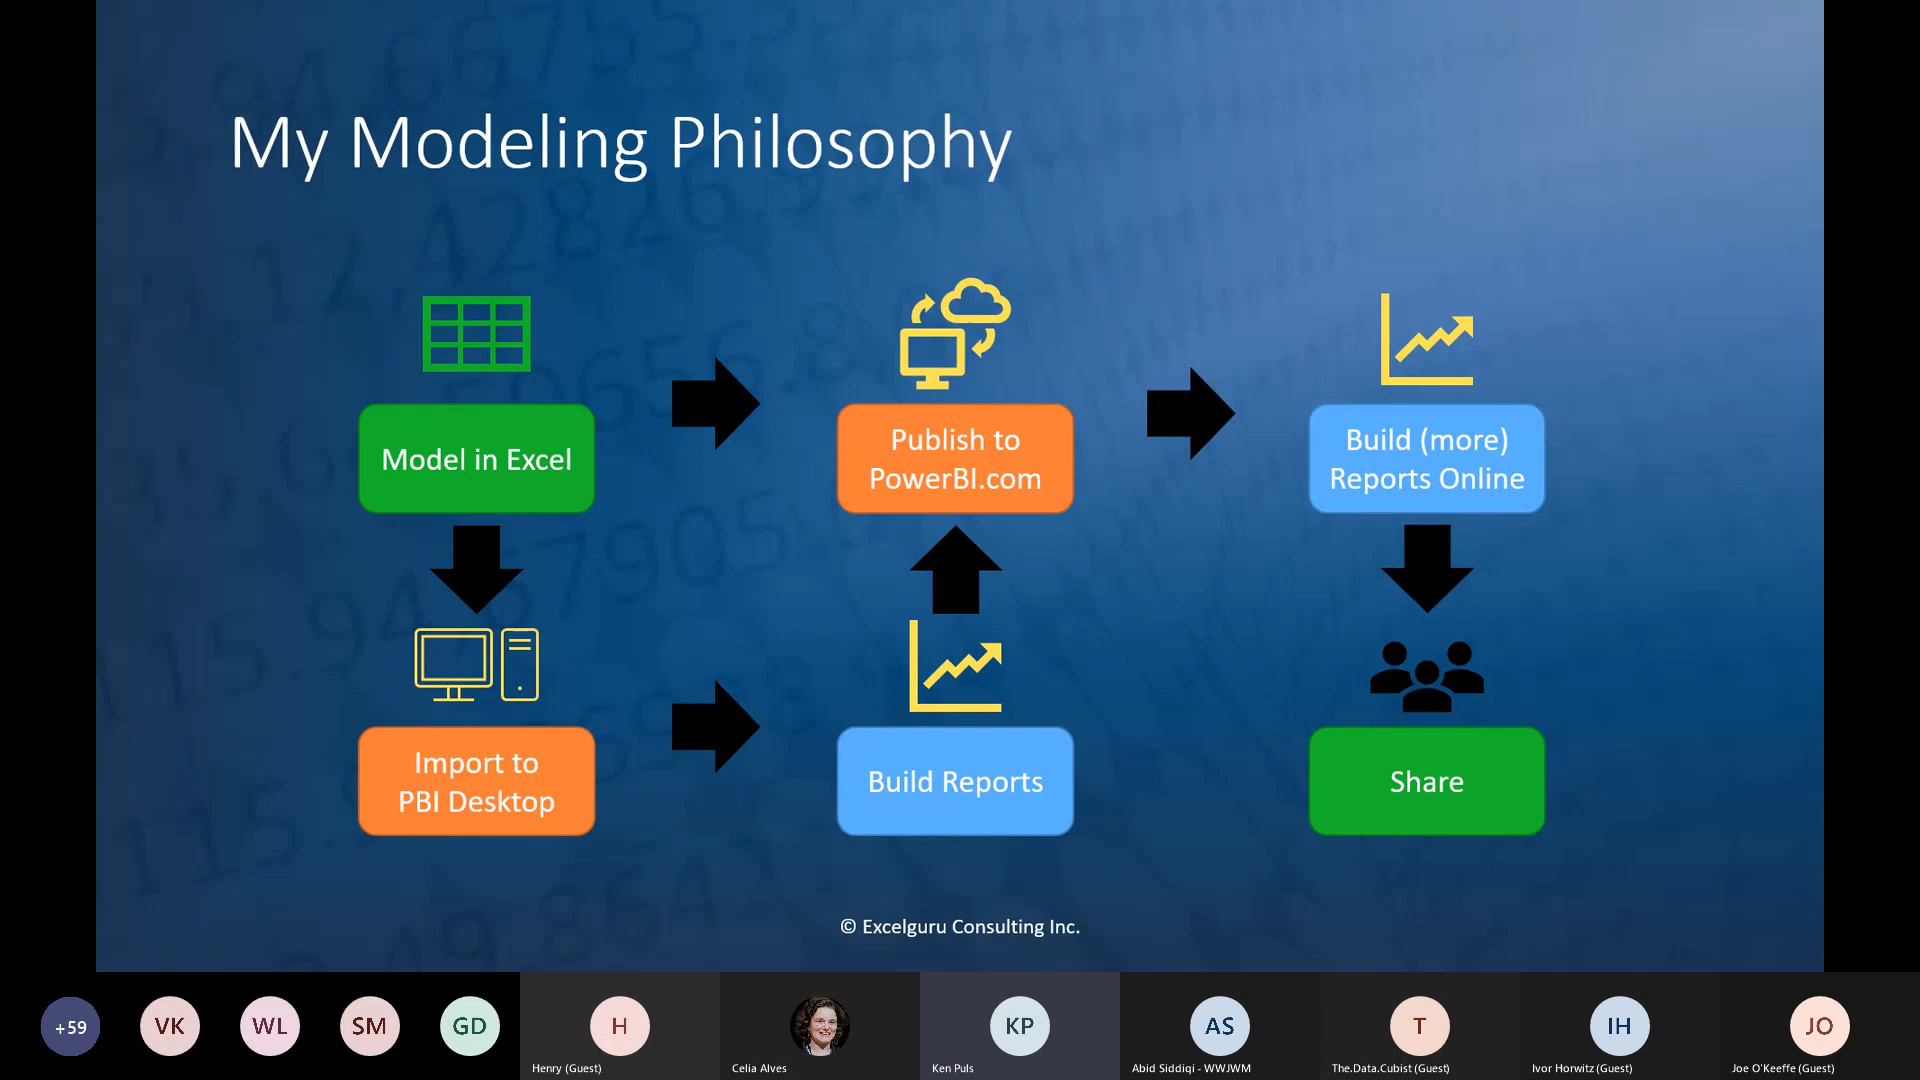 My Modeling Philosophy
Model in Excel
Publish to
PowerBI.com
Build (more)
Reports Online
Import to
PBI Desktop
Build Reports
Share
© Excelguru Consulting Inc.
+59
VK
WL
SM
GD
H
KP
AS
T
IH
JO
Henry (Guest)
Celia Alves
Ken Puls
Abid Siddiqi - WWJWM
The.Data.Cubist (Guest)
Ivor Horwitz (Guest)
Joe O'Keeffe (Guest)